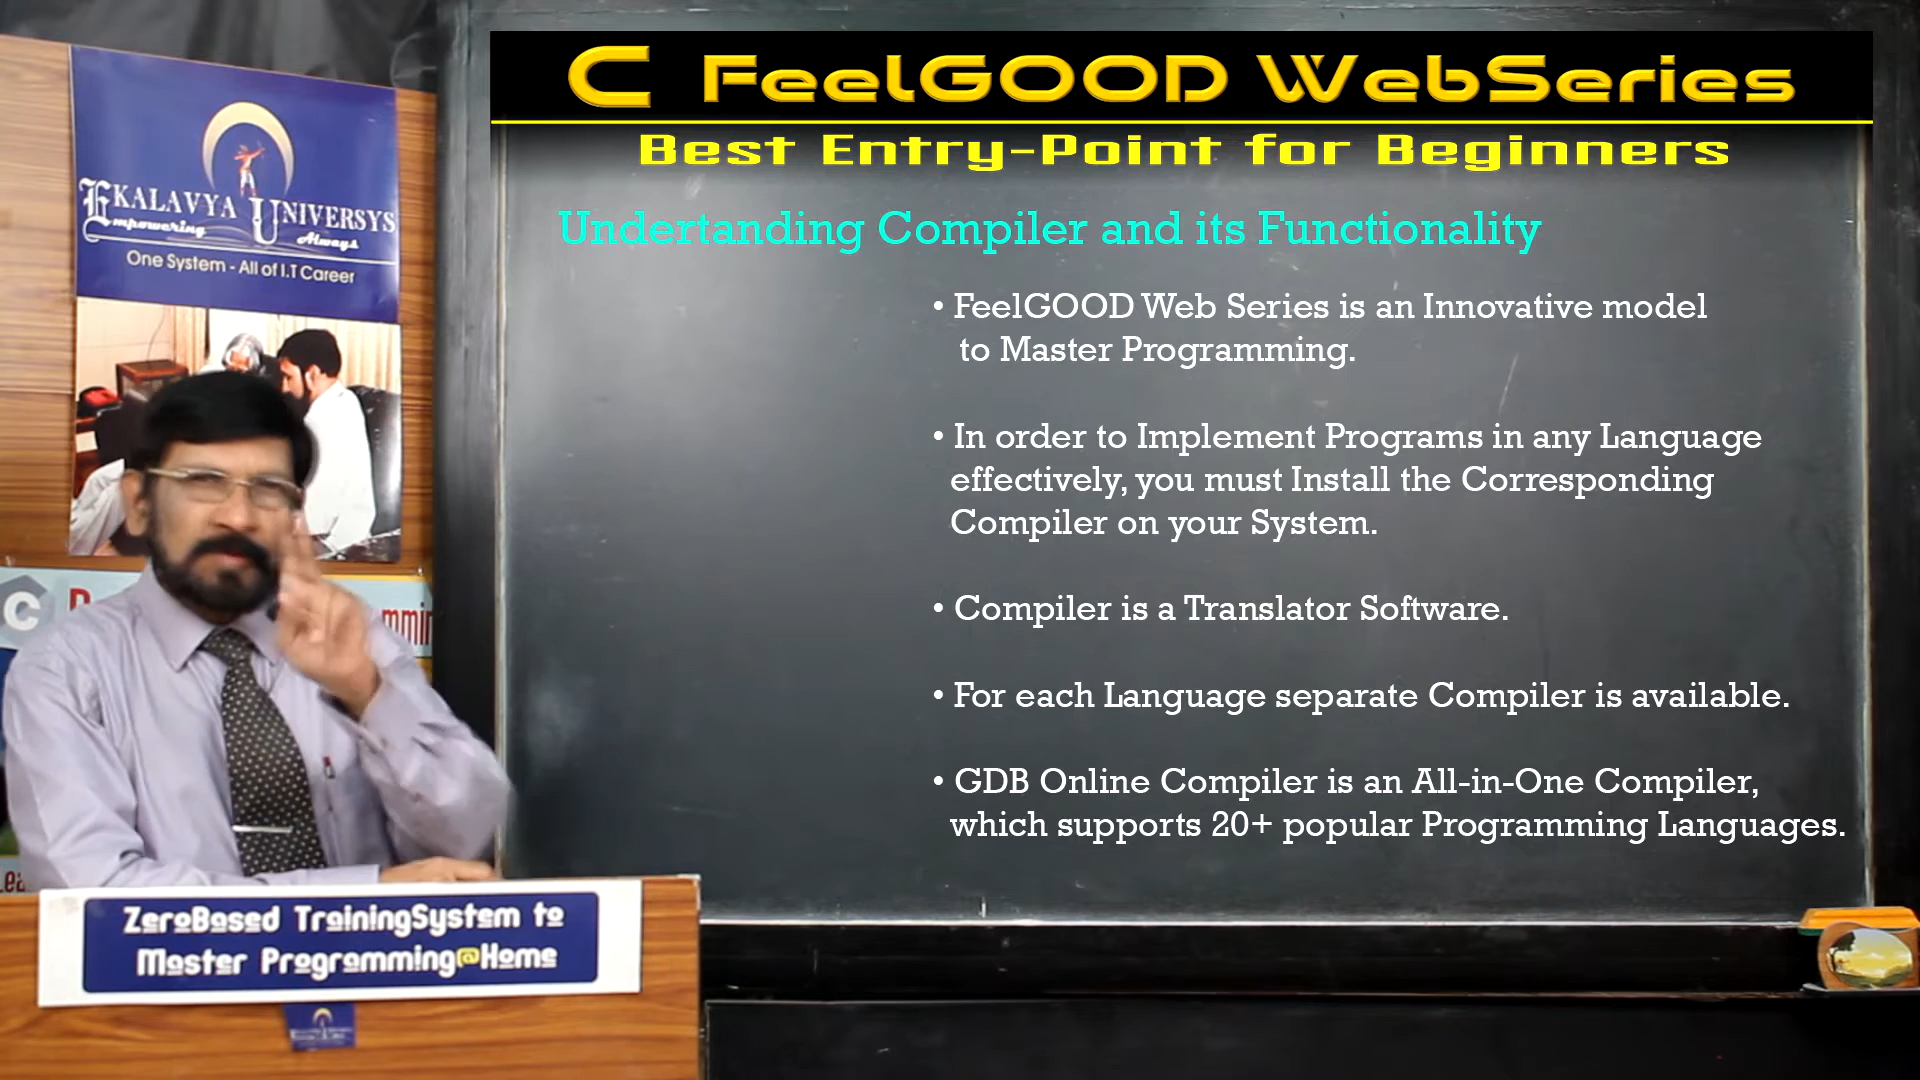 C FeelGOOD WebSeries
Best Entry-Point for Beginners
Undertanding Compiler and its Functionality
• FeelGOOD Web Series is an Innovative model
to Master Programming.
• In order to Implement Programs in any Language
effectively, you must Install the Corresponding
Compiler on your System.
• Compiler is a Translator Software.
• For each Language separate Compiler is available.
• GDB Online Compiler is an All-in-One Compiler,
which supports 20+ popular Programming Languages.
EKALAVYA UNIVERSYS
Empowering Always
One System - All of I.T Career
C
ZeroBased TrainingSystem to
Master Programming@Home